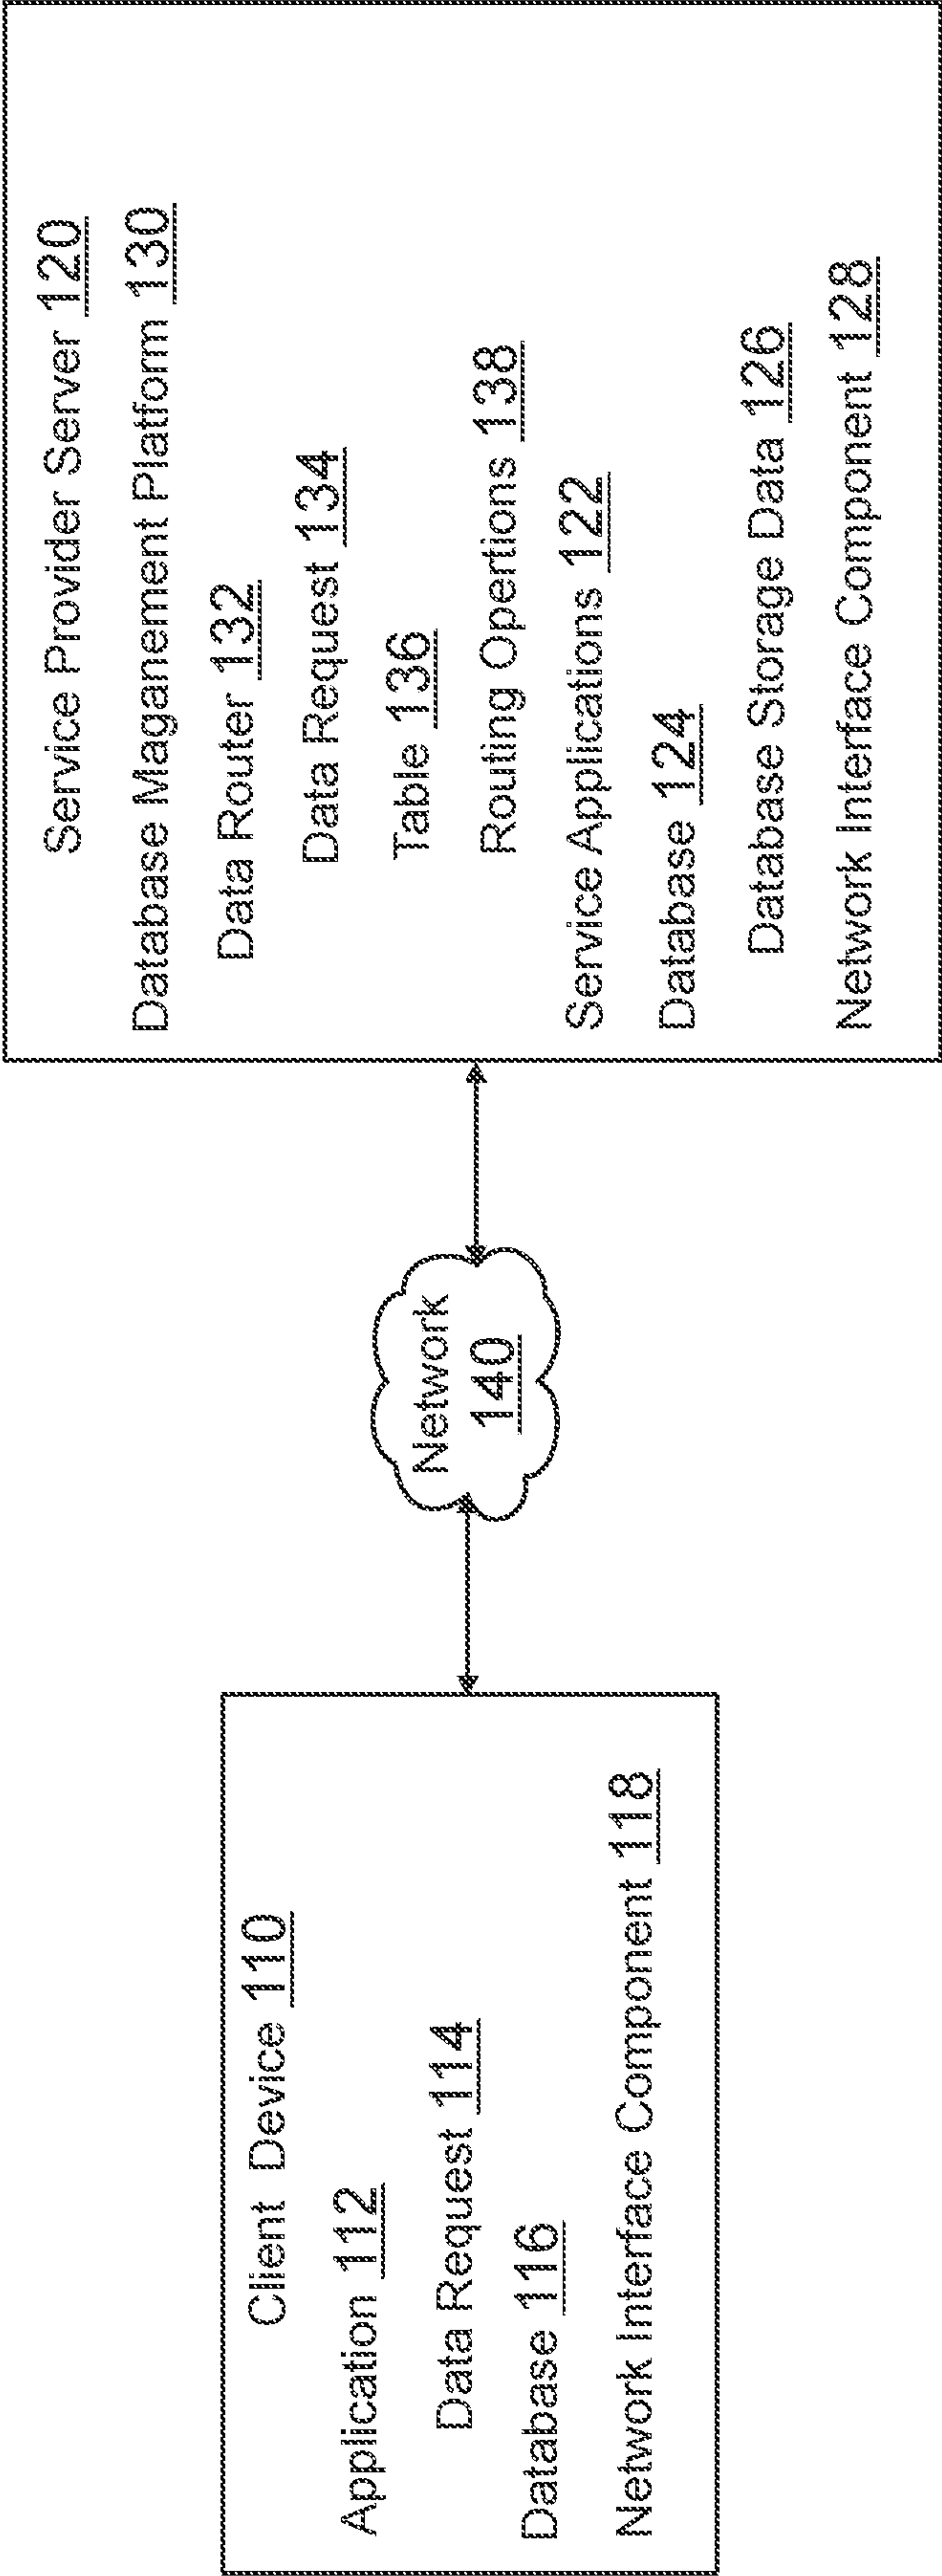 Client Device 110
Application 112
Data Request 114
Database 116
Network Interface Component 118
Network
140
Service Provider Server 120
Database Maganement Platform 130
Data Router 132
Data Request 134
Table 136
Routing Opertions 138
Service Applications 122
Database 124
Database Storage Data 126
Network Interface Component 128